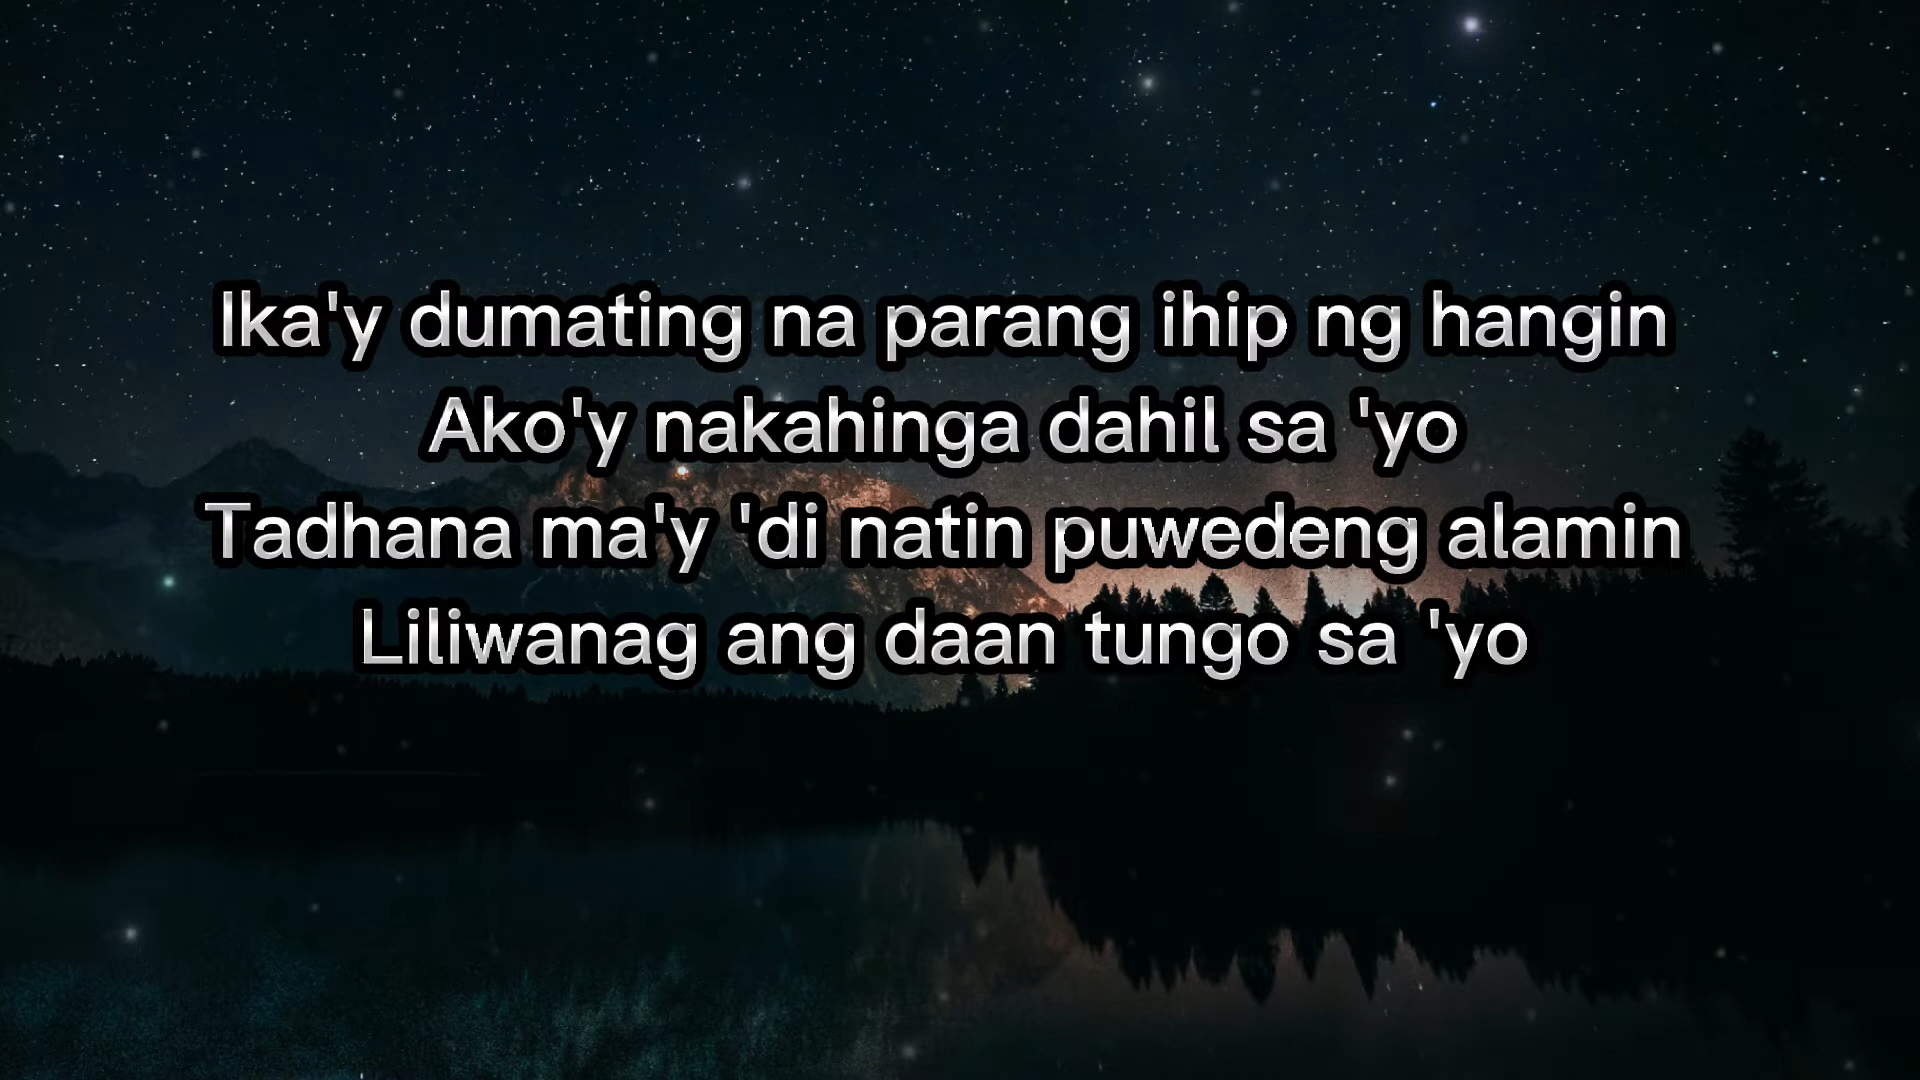 Ika'y dumating na parang ihip ng hangin
Ako'y nakahinga dahil sa 'yo
Tadhana ma'y 'di natin puwedeng alamin
Liliwanag ang daan tungo sa 'yo